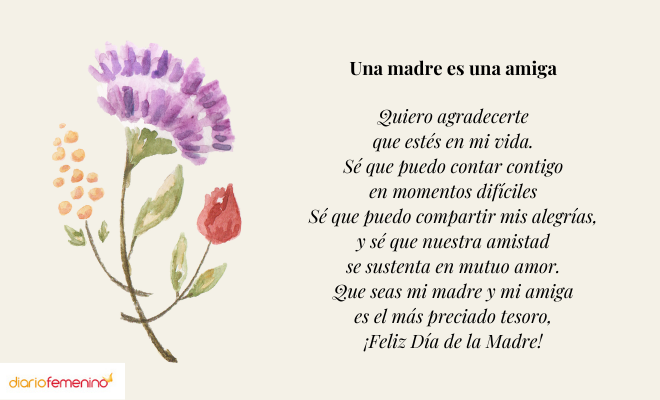 Una madre es una amiga
Quiero agradecerte
que estés en mi vida.
Sé que puedo contar contigo
en momentos difíciles
Sé que puedo compartir mis alegrías,
y sé que nuestra amistad
se sustenta en mutuo amor.
Que seas mi madre y mi amiga
es el más preciado tesoro,
¡Feliz Día de la Madre!
diariofemenino